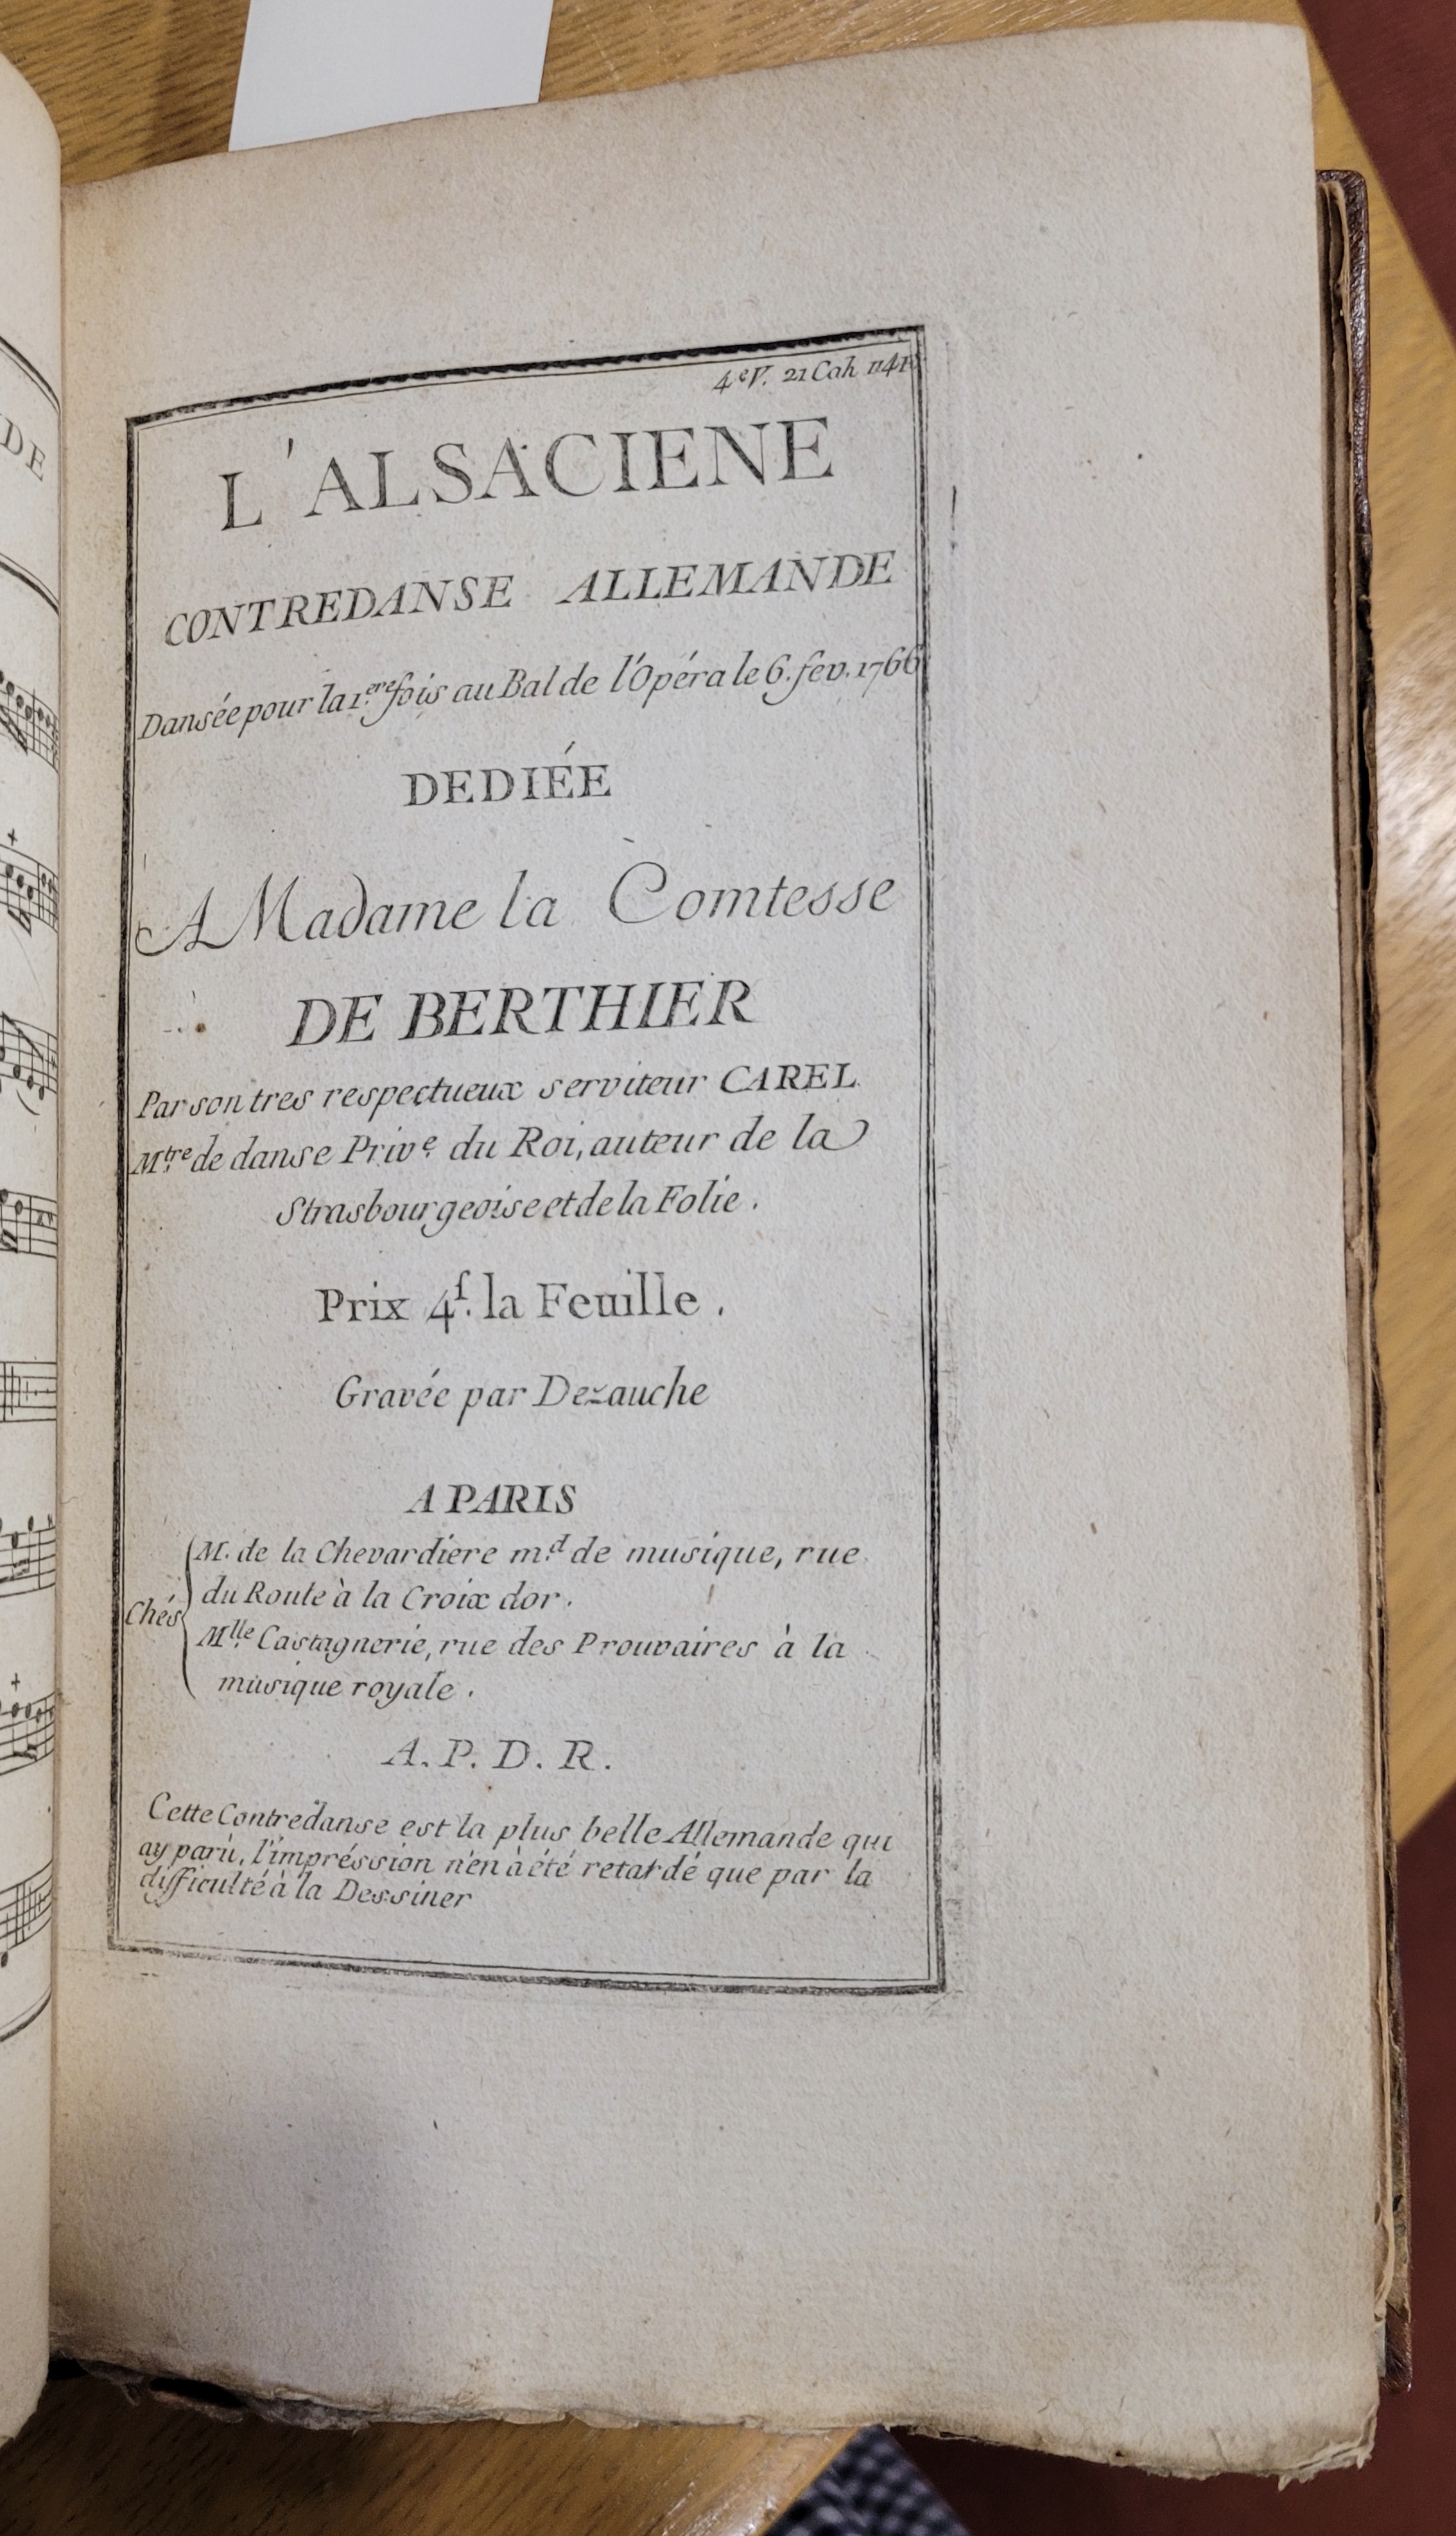 DE
4.e V. 21 Cah 1141
L'ALSACIENE
CONTREDANSE ALLEMANDE
Dansée pour la 1.ere fois au Bal de l'Opéra le 6. fev. 1766
DEDIÉE
A Madame la Comtesse
DE BERTHIER
Par son tres respectueux serviteur CAREL
M.tre de danse Priv.e du Roi, auteur de la
Strasbourgeoise et de la Folie.
Prix 4.f la Feuille.
Gravée par Dezauche
A PARIS
Chés
M. de la Chevardiere m.d de musique, rue
du Roule à la Croix dor.
M.lle Castagnerie, rue des Prouvaires à la
musique royale.
A. P. D. R.
Cette Contredanse est la plus belle Allemande qui
ay parù, l'impréssion n'en à été retardé que par la
difficulté à la Dessiner